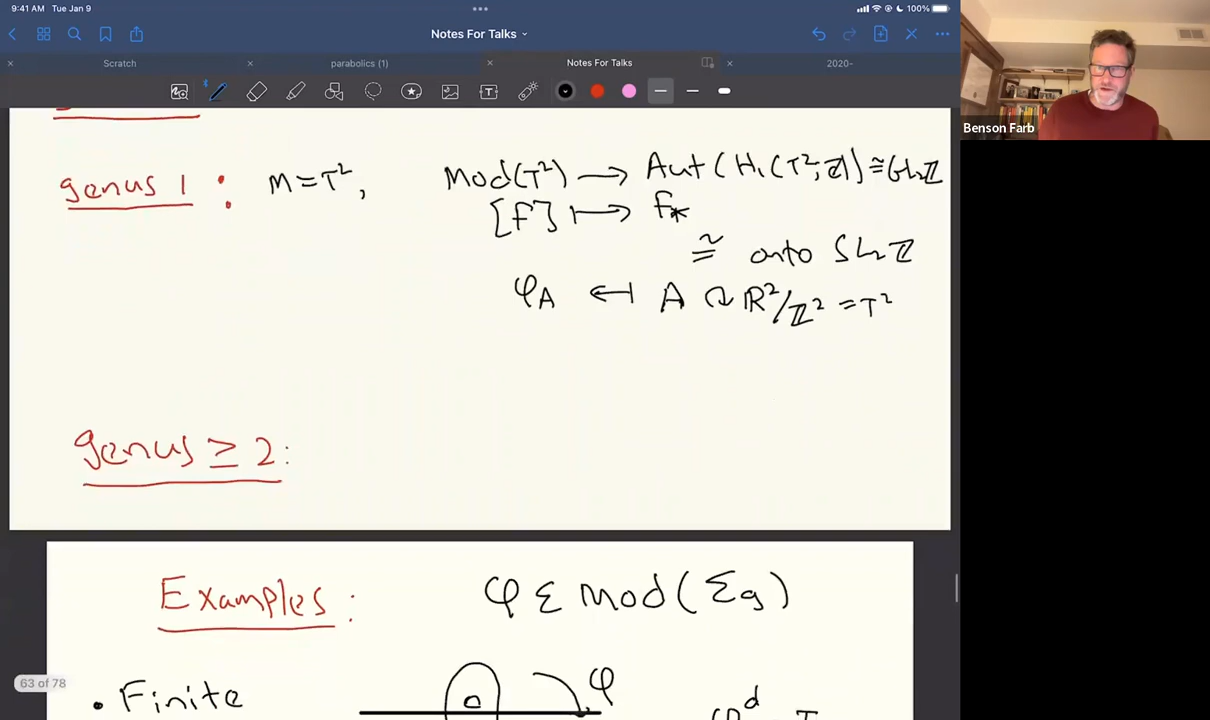 9:41 AM Tue Jan 9
100%
Notes For Talks
Scratch
parabolics (1)
Notes For Talks
2020-
Benson Farb
genus 1 : M = T², Mod(T²) → Aut(H₁(T²; ℤ)) ≅ GL₂ℤ
[f] ↦ f*
≅ onto SL₂ℤ
φ_A ↤ A ↷ ℝ²/ℤ² = T²
genus ≥ 2:
Examples : φ ∈ Mod(Σg)
63 of 78
• Finite φ